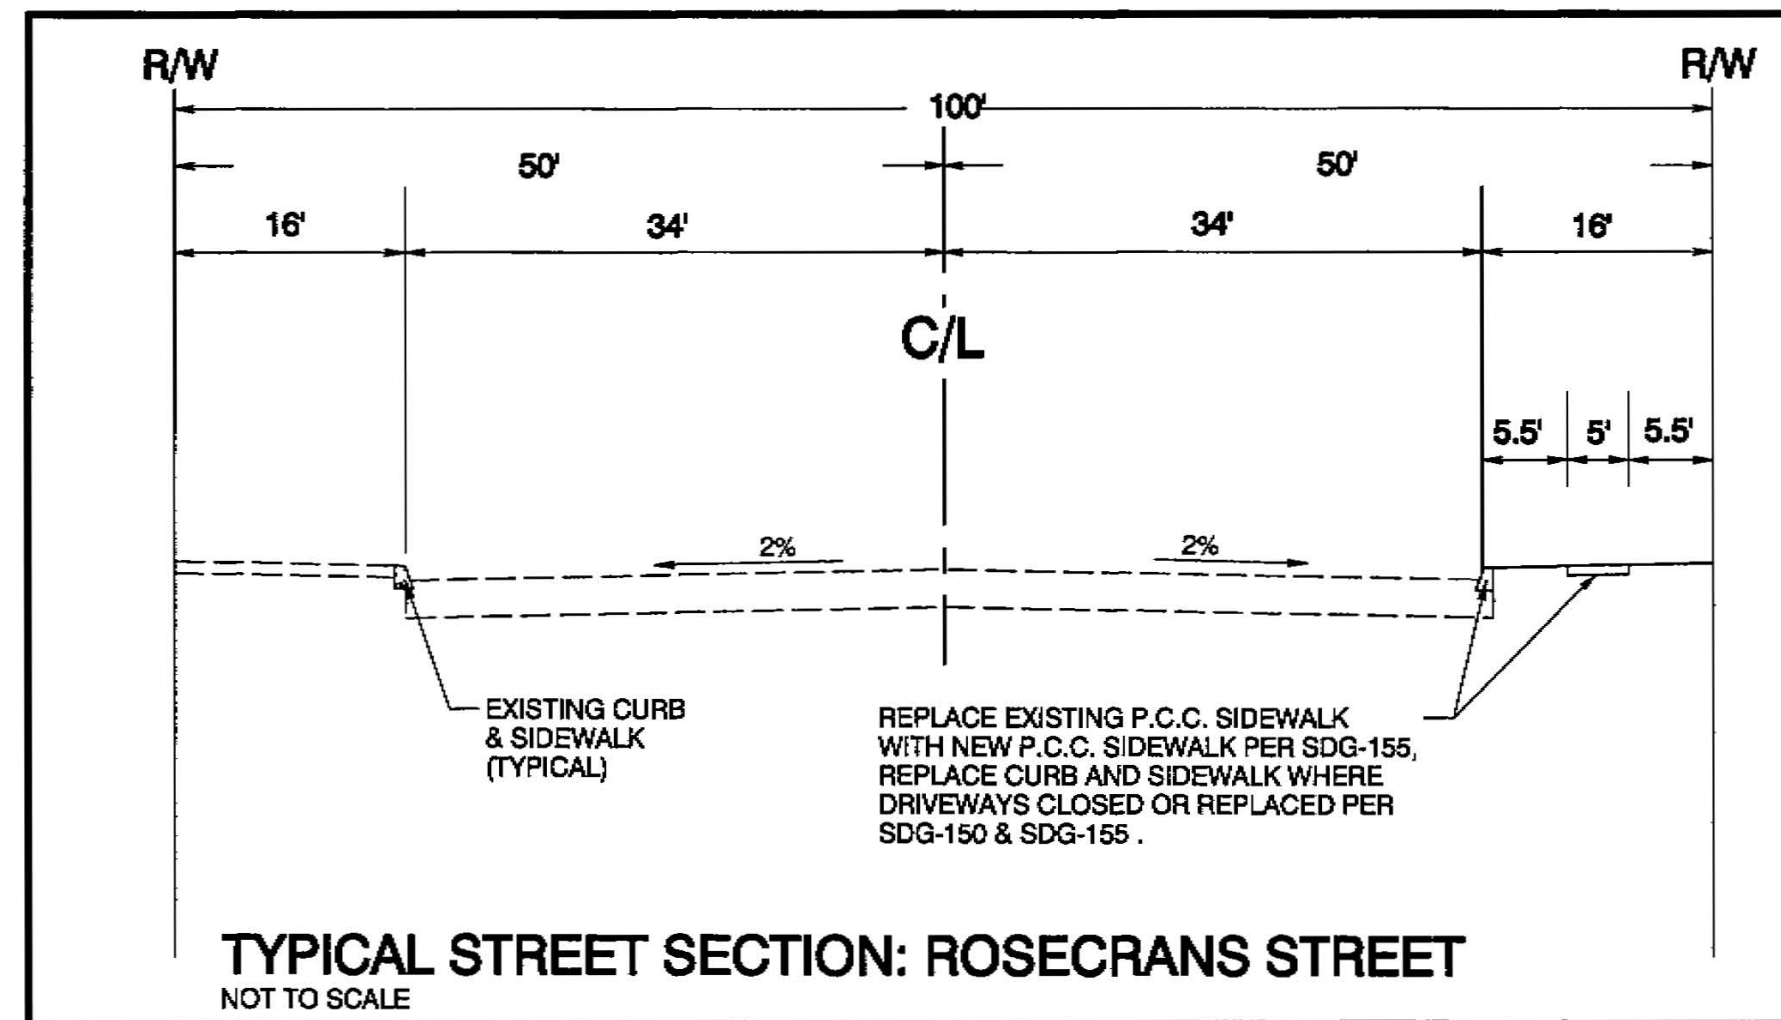 R/W
R/W
100'
50'
50'
16'
34'
34'
16'
C/L
5.5'
5'
5.5'
2%
2%
EXISTING CURB
& SIDEWALK
(TYPICAL)
REPLACE EXISTING P.C.C. SIDEWALK
WITH NEW P.C.C. SIDEWALK PER SDG-155,
REPLACE CURB AND SIDEWALK WHERE
DRIVEWAYS CLOSED OR REPLACED PER
SDG-150 & SDG-155 .
TYPICAL STREET SECTION: ROSECRANS STREET
NOT TO SCALE